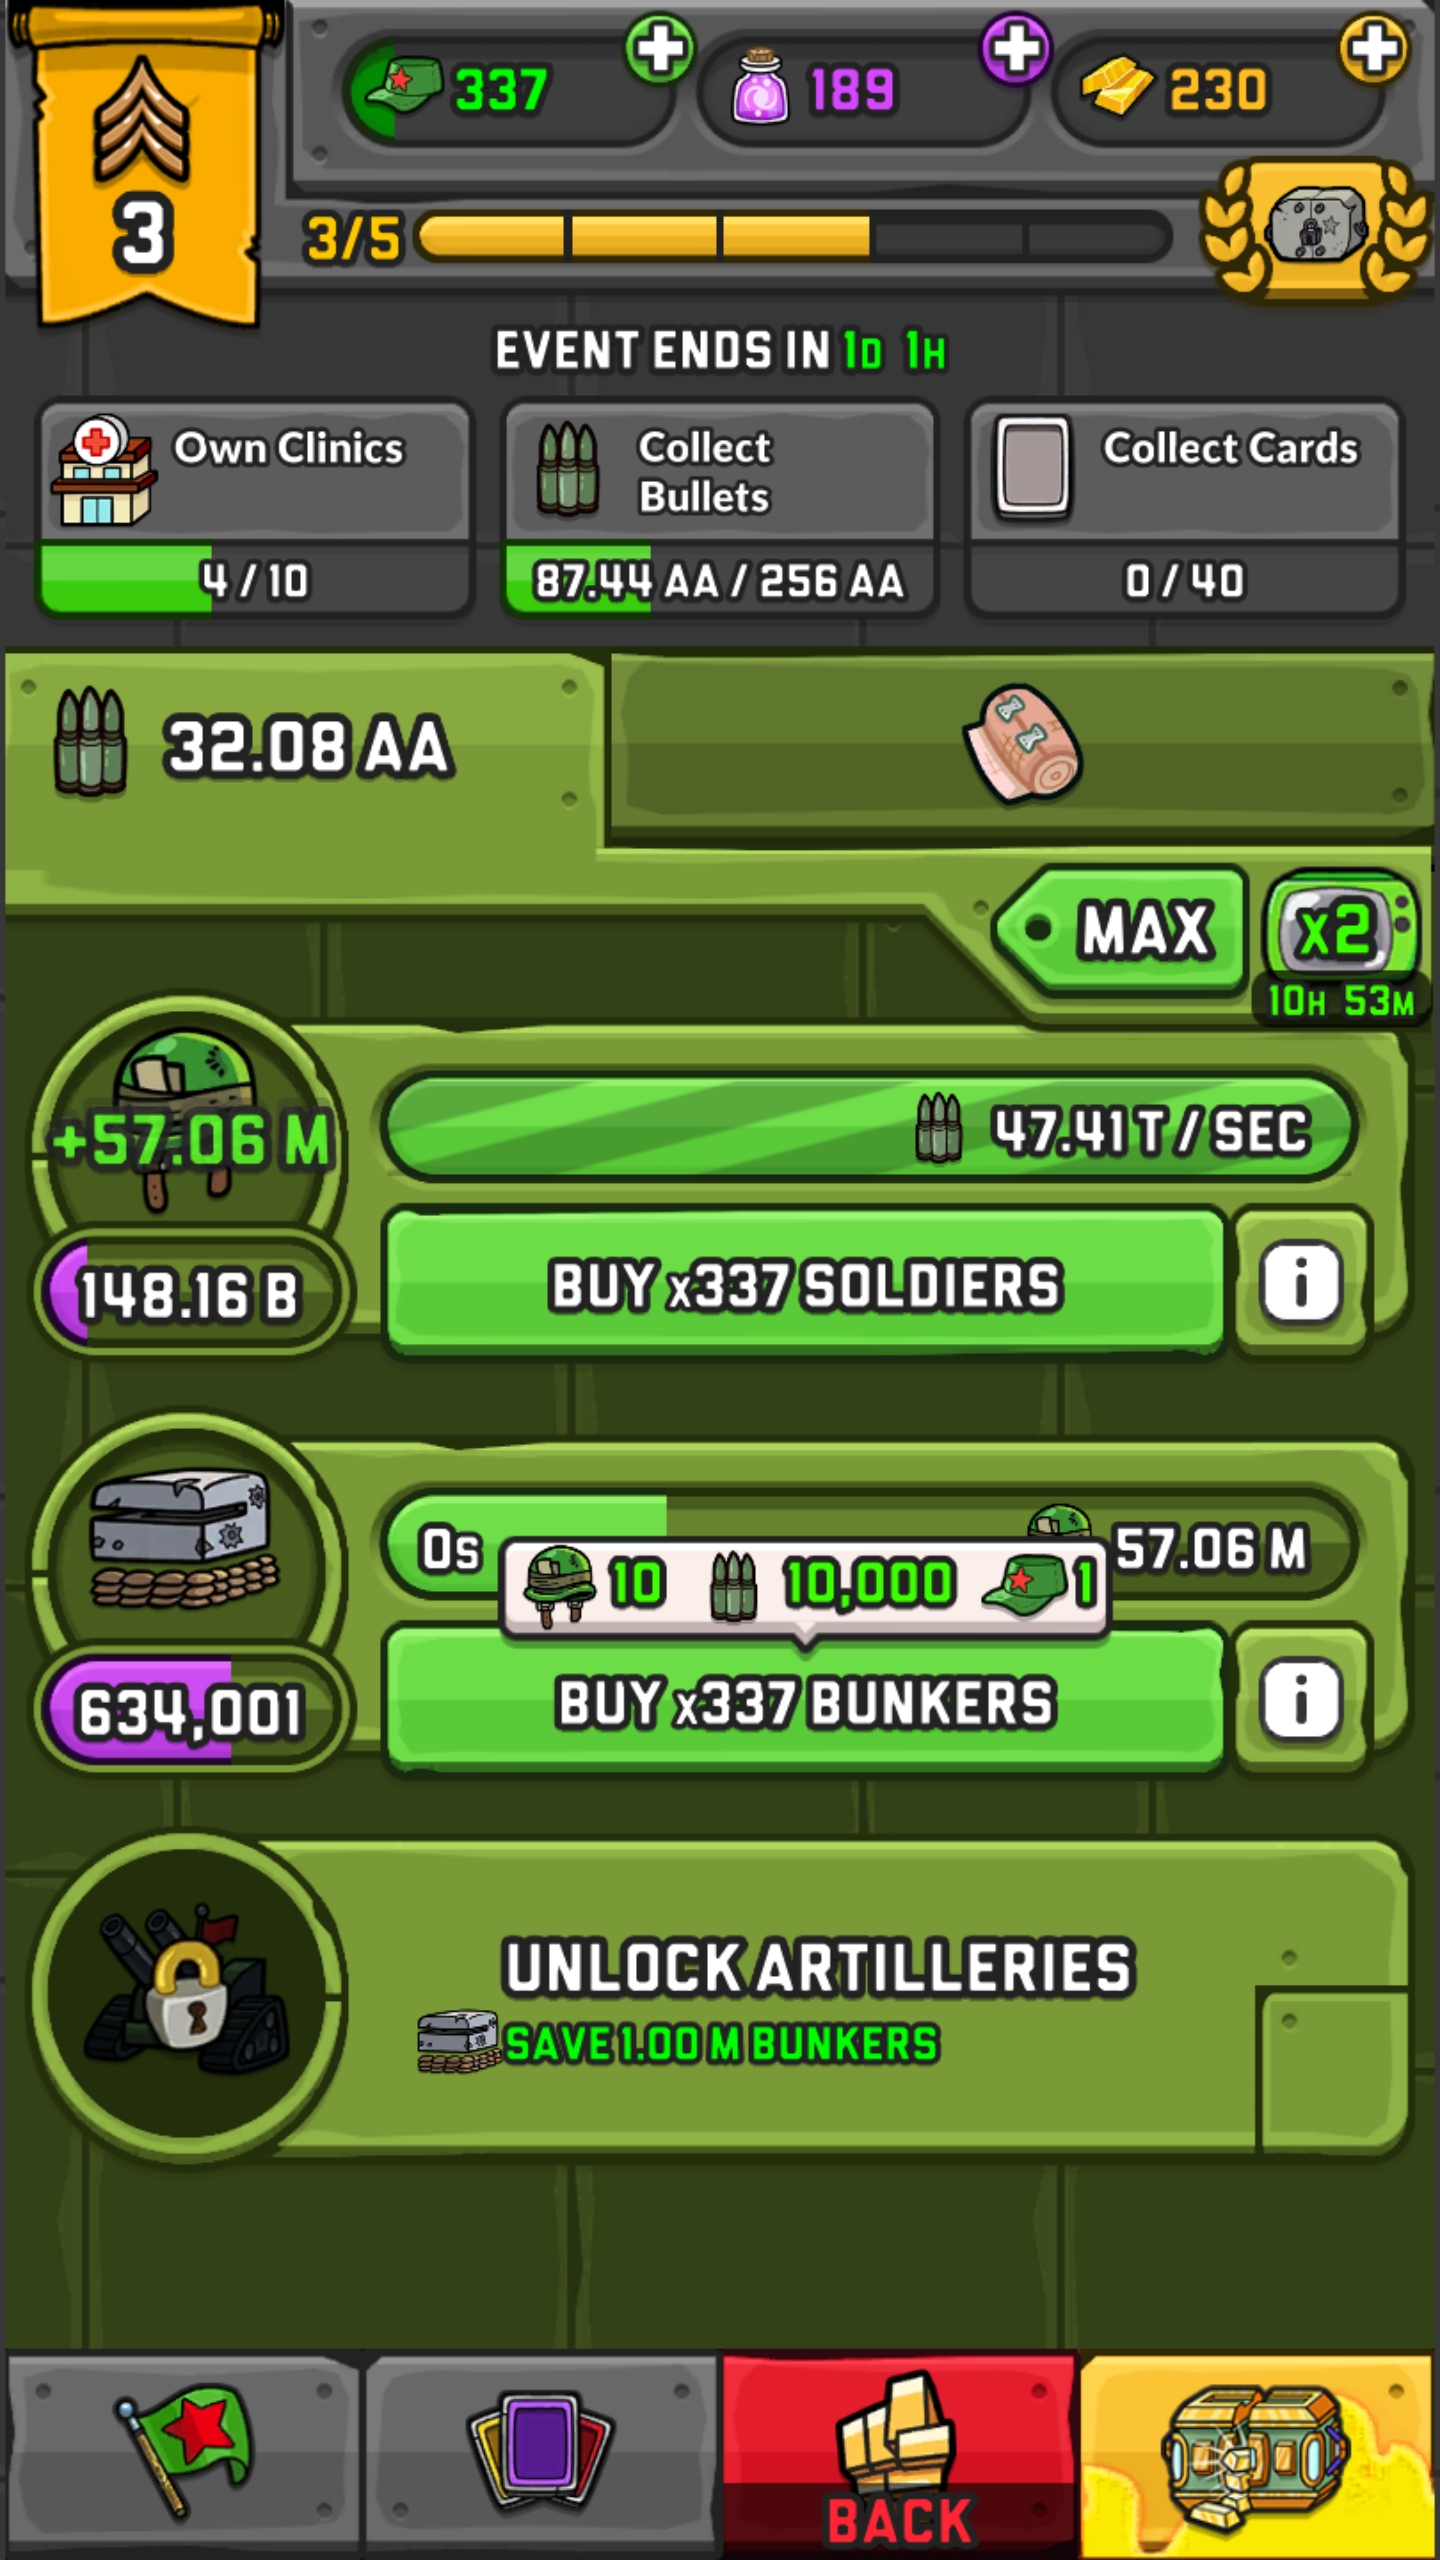 3
337
189
230
3/5
EVENT ENDS IN 1D 1H
Own Clinics
4 / 10
Collect
Bullets
87.44 AA / 256 AA
Collect Cards
0 / 40
32.08 AA
MAX
x2
10H 53M
+57.06 M
47.41 T / SEC
148.16 B
BUY x337 SOLDIERS
i
0s
57.06 M
10
10,000
1
634,001
BUY x337 BUNKERS
i
UNLOCK ARTILLERIES
SAVE 1.00 M BUNKERS
BACK